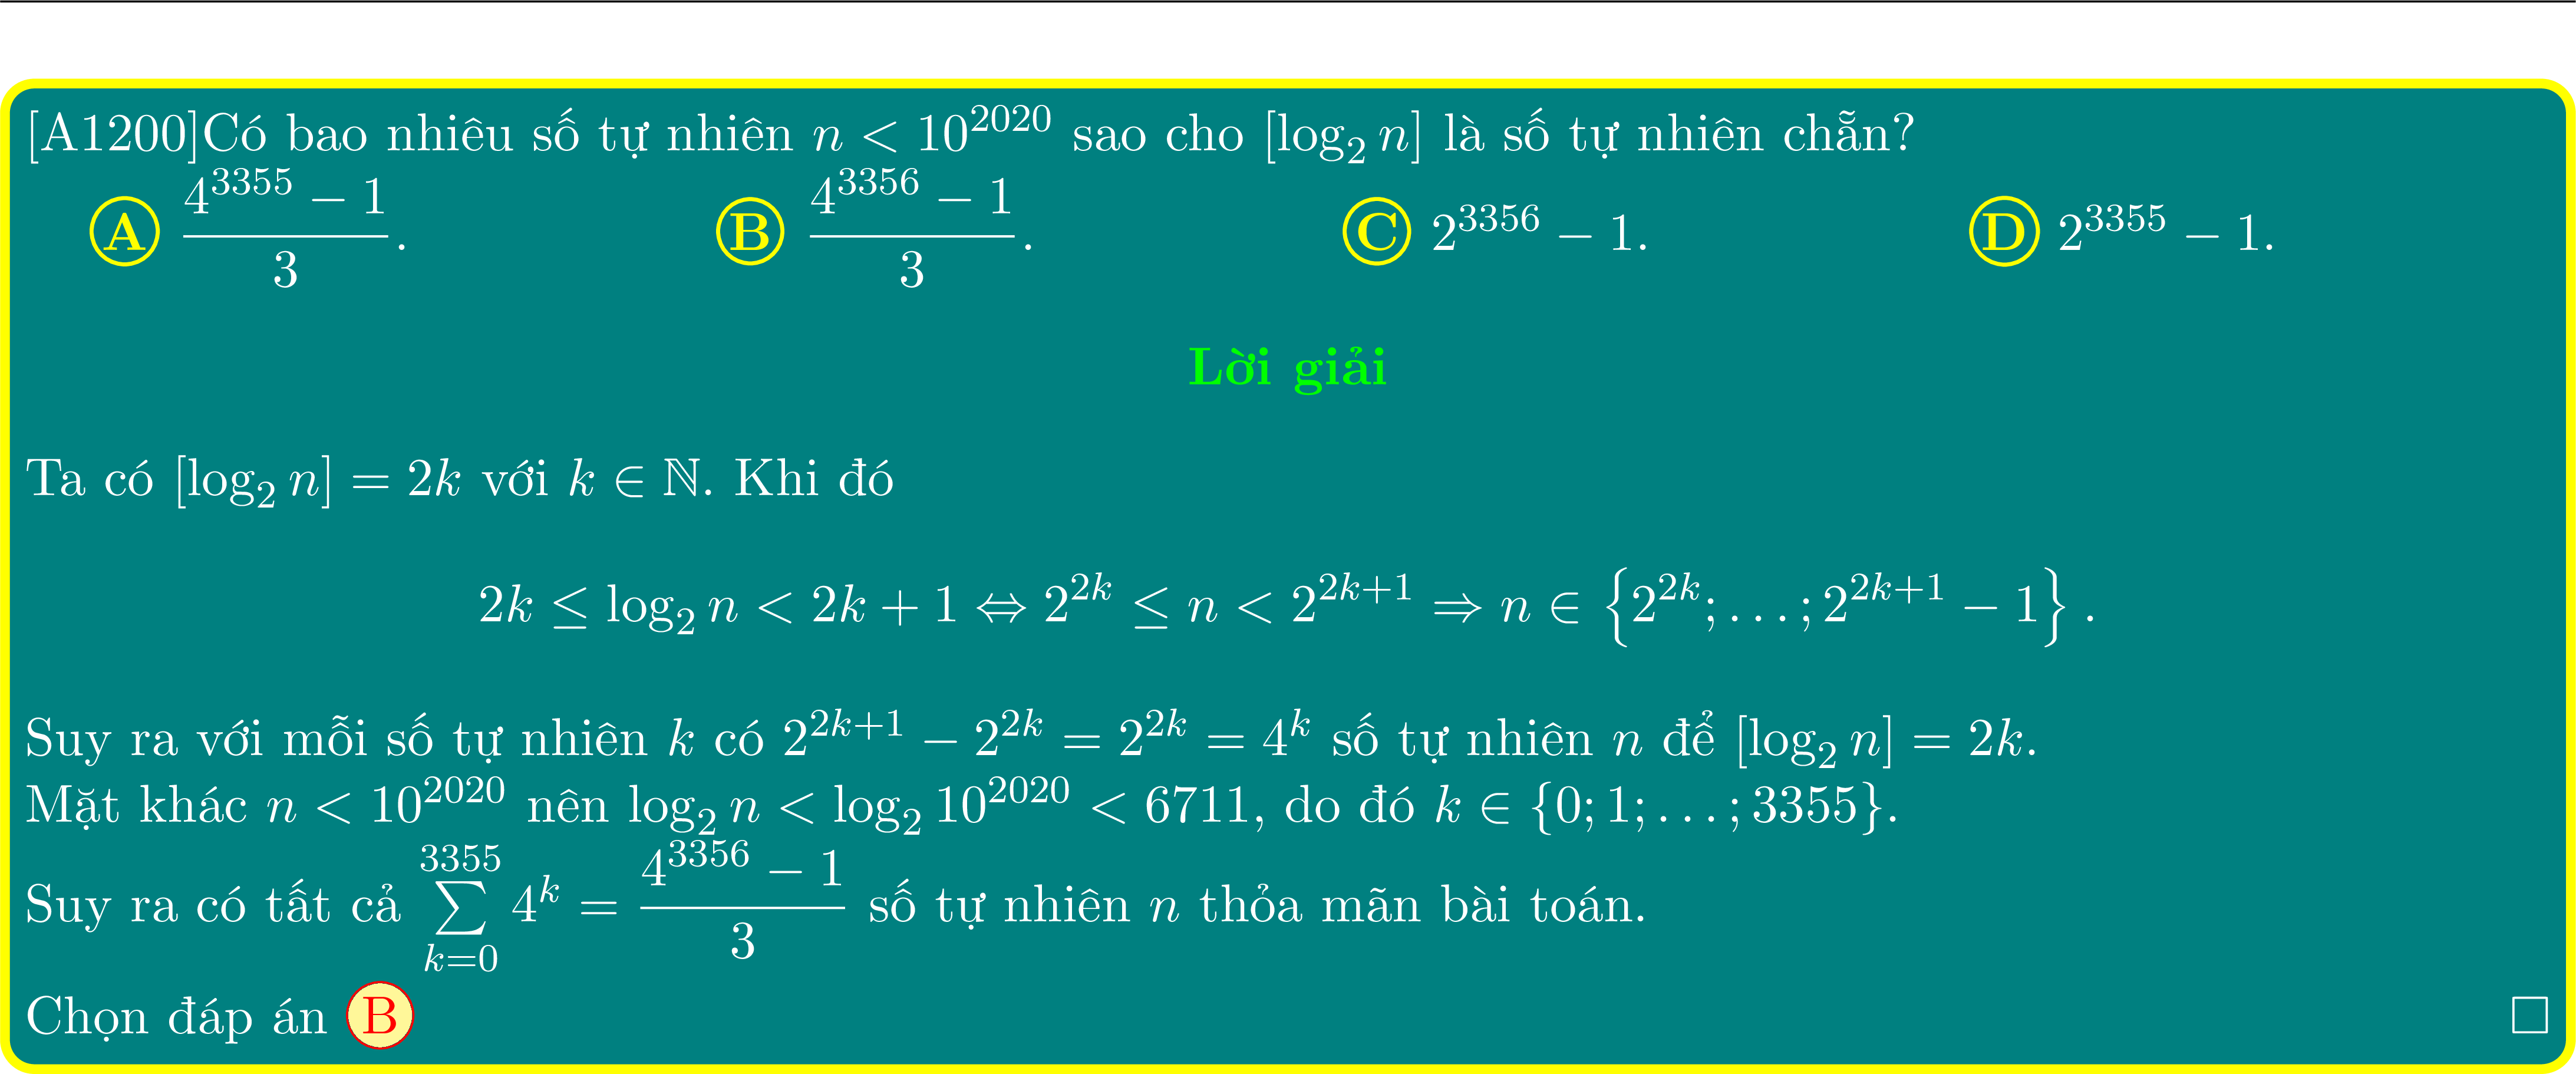 [A1200]Có bao nhiêu số tự nhiên $n < 10^{2020}$ sao cho $[\log_2 n]$ là số tự nhiên chẵn?
Ⓐ $\dfrac{4^{3355} - 1}{3}$. Ⓑ $\dfrac{4^{3356} - 1}{3}$. Ⓒ $2^{3356} - 1$. Ⓓ $2^{3355} - 1$.
Lời giải
Ta có $[\log_2 n] = 2k$ với $k \in \mathbb{N}$. Khi đó
$2k \leq \log_2 n < 2k + 1 \Leftrightarrow 2^{2k} \leq n < 2^{2k+1} \Rightarrow n \in \left\{2^{2k}; \ldots; 2^{2k+1} - 1\right\}.$
Suy ra với mỗi số tự nhiên $k$ có $2^{2k+1} - 2^{2k} = 2^{2k} = 4^k$ số tự nhiên $n$ để $[\log_2 n] = 2k$.
Mặt khác $n < 10^{2020}$ nên $\log_2 n < \log_2 10^{2020} < 6711$, do đó $k \in \{0; 1; \ldots; 3355\}$.
Suy ra có tất cả $\sum\limits_{k=0}^{3355} 4^k = \dfrac{4^{3356} - 1}{3}$ số tự nhiên $n$ thỏa mãn bài toán.
Chọn đáp án Ⓑ □